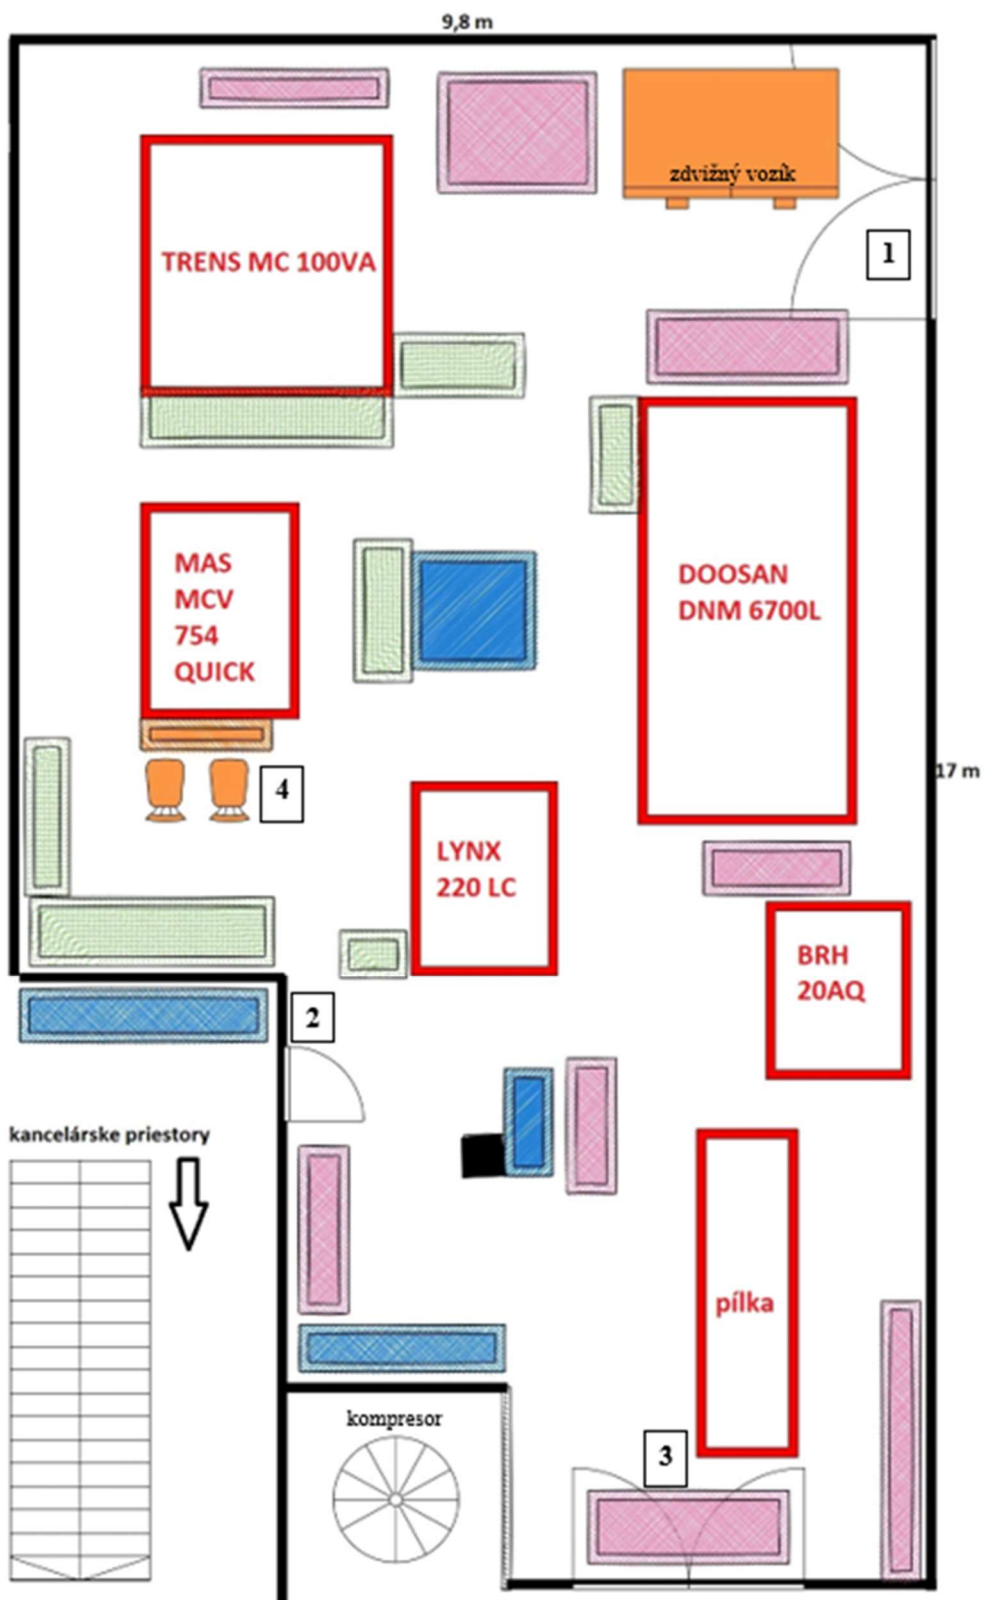 9,8 m
zdvižný vozík
1
TRENS MC 100VA
MAS
MCV
754
QUICK
DOOSAN
DNM 6700L
17 m
4
LYNX
220 LC
BRH
20AQ
2
kancelárske priestory
pílka
kompresor
3